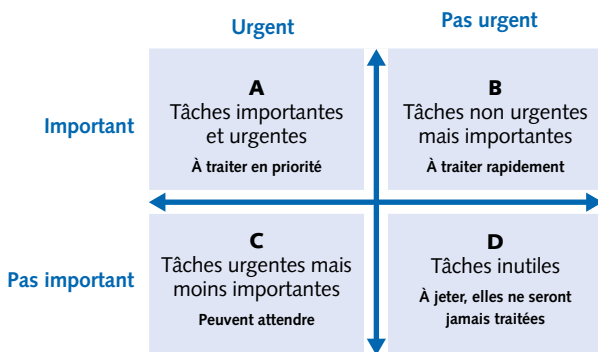 Urgent
Pas urgent
Important
A
Tâches importantes
et urgentes
À traiter en priorité
B
Tâches non urgentes
mais importantes
À traiter rapidement
Pas important
C
Tâches urgentes mais
moins importantes
Peuvent attendre
D
Tâches inutiles
À jeter, elles ne seront
jamais traitées